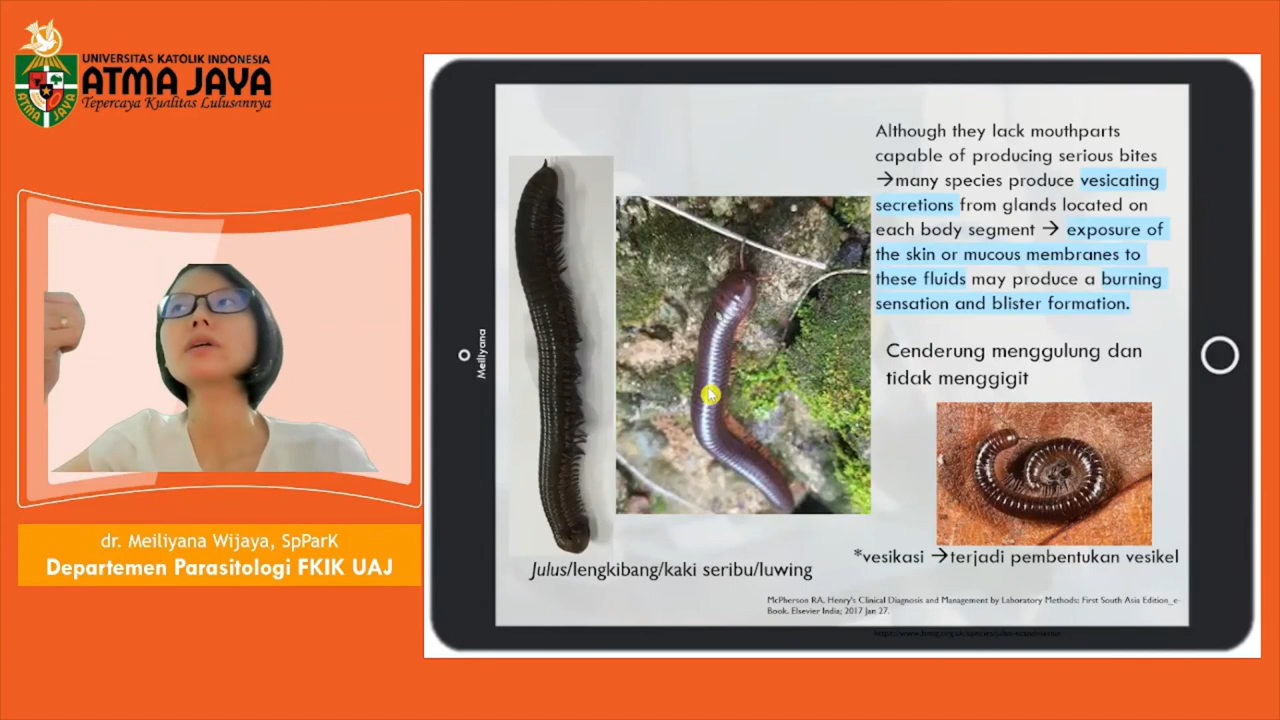 UNIVERSITAS KATOLIK INDONESIA
ATMA JAYA
Tepercaya Kualitas Lulusannya
ATMA JAYA
dr. Meiliyana Wijaya, SpParK
Departemen Parasitologi FKIK UAJ
Meiliyana
Although they lack mouthparts
capable of producing serious bites
→many species produce vesicating
secretions from glands located on
each body segment → exposure of
the skin or mucous membranes to
these fluids may produce a burning
sensation and blister formation.
Cenderung menggulung dan
tidak menggigit
*vesikasi →terjadi pembentukan vesikel
Julus/lengkibang/kaki seribu/luwing
McPherson RA. Henry's Clinical Diagnosis and Management by Laboratory Methods: First South Asia Edition_e-
Book. Elsevier India; 2017 Jan 27.